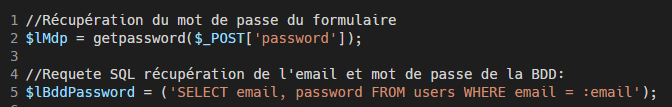 1 //Récupération du mot de passe du formulaire
2 $lMdp = getpassword($_POST['password']);
3
4 //Requete SQL récupération de l'email et mot de passe de la BDD:
5 $lBddPassword = ('SELECT email, password FROM users WHERE email = :email');